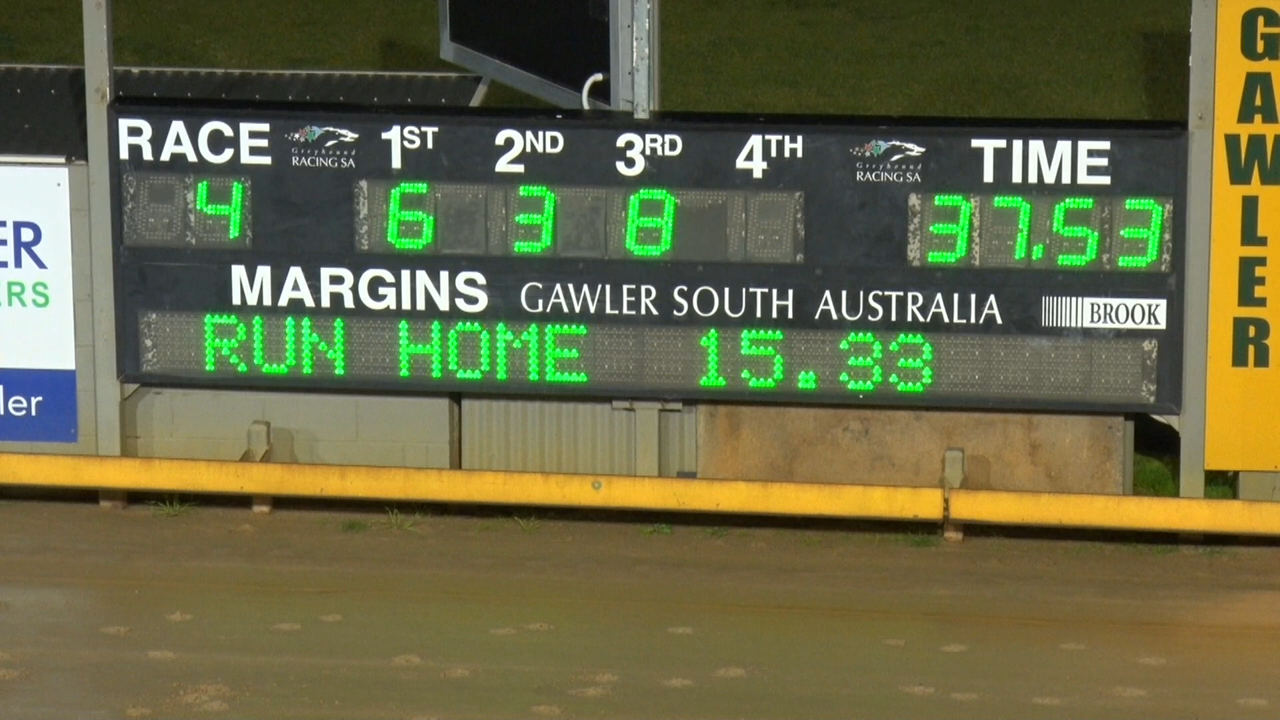 RACE 1ST 2ND 3RD 4TH TIME
Greyhound RACING SA
Greyhound RACING SA
4 6 3 8 37.53
MARGINS GAWLER SOUTH AUSTRALIA BROOK
RUN HOME 15.33
ER
ERS
ler
GAWLER